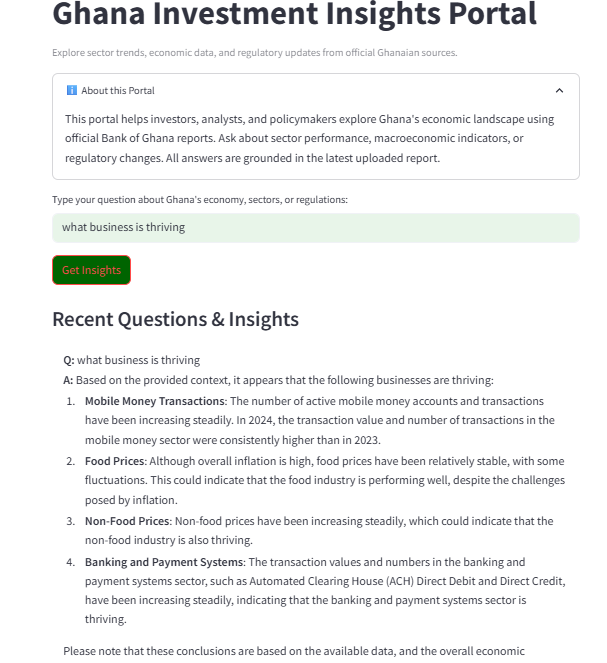 Ghana Investment Insights Portal
Explore sector trends, economic data, and regulatory updates from official Ghanaian sources.
About this Portal
This portal helps investors, analysts, and policymakers explore Ghana's economic landscape using
official Bank of Ghana reports. Ask about sector performance, macroeconomic indicators, or
regulatory changes. All answers are grounded in the latest uploaded report.
Type your question about Ghana's economy, sectors, or regulations:
what business is thriving
Get Insights
Recent Questions & Insights
Q: what business is thriving
A: Based on the provided context, it appears that the following businesses are thriving:
1. Mobile Money Transactions: The number of active mobile money accounts and transactions
have been increasing steadily. In 2024, the transaction value and number of transactions in the
mobile money sector were consistently higher than in 2023.
2. Food Prices: Although overall inflation is high, food prices have been relatively stable, with some
fluctuations. This could indicate that the food industry is performing well, despite the challenges
posed by inflation.
3. Non-Food Prices: Non-food prices have been increasing steadily, which could indicate that the
non-food industry is also thriving.
4. Banking and Payment Systems: The transaction values and numbers in the banking and
payment systems sector, such as Automated Clearing House (ACH) Direct Debit and Direct Credit,
have been increasing steadily, indicating that the banking and payment systems sector is
thriving.
Please note that these conclusions are based on the available data, and the overall economic